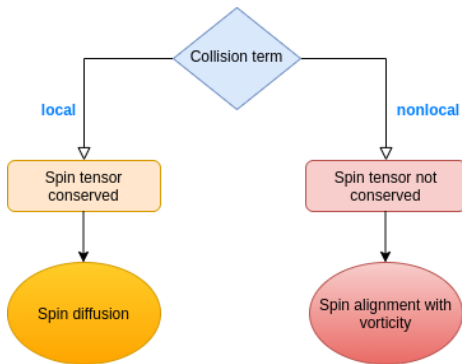 Collision term
local
nonlocal
Spin tensor
conserved
Spin tensor not
conserved
Spin diffusion
Spin alignment with
vorticity